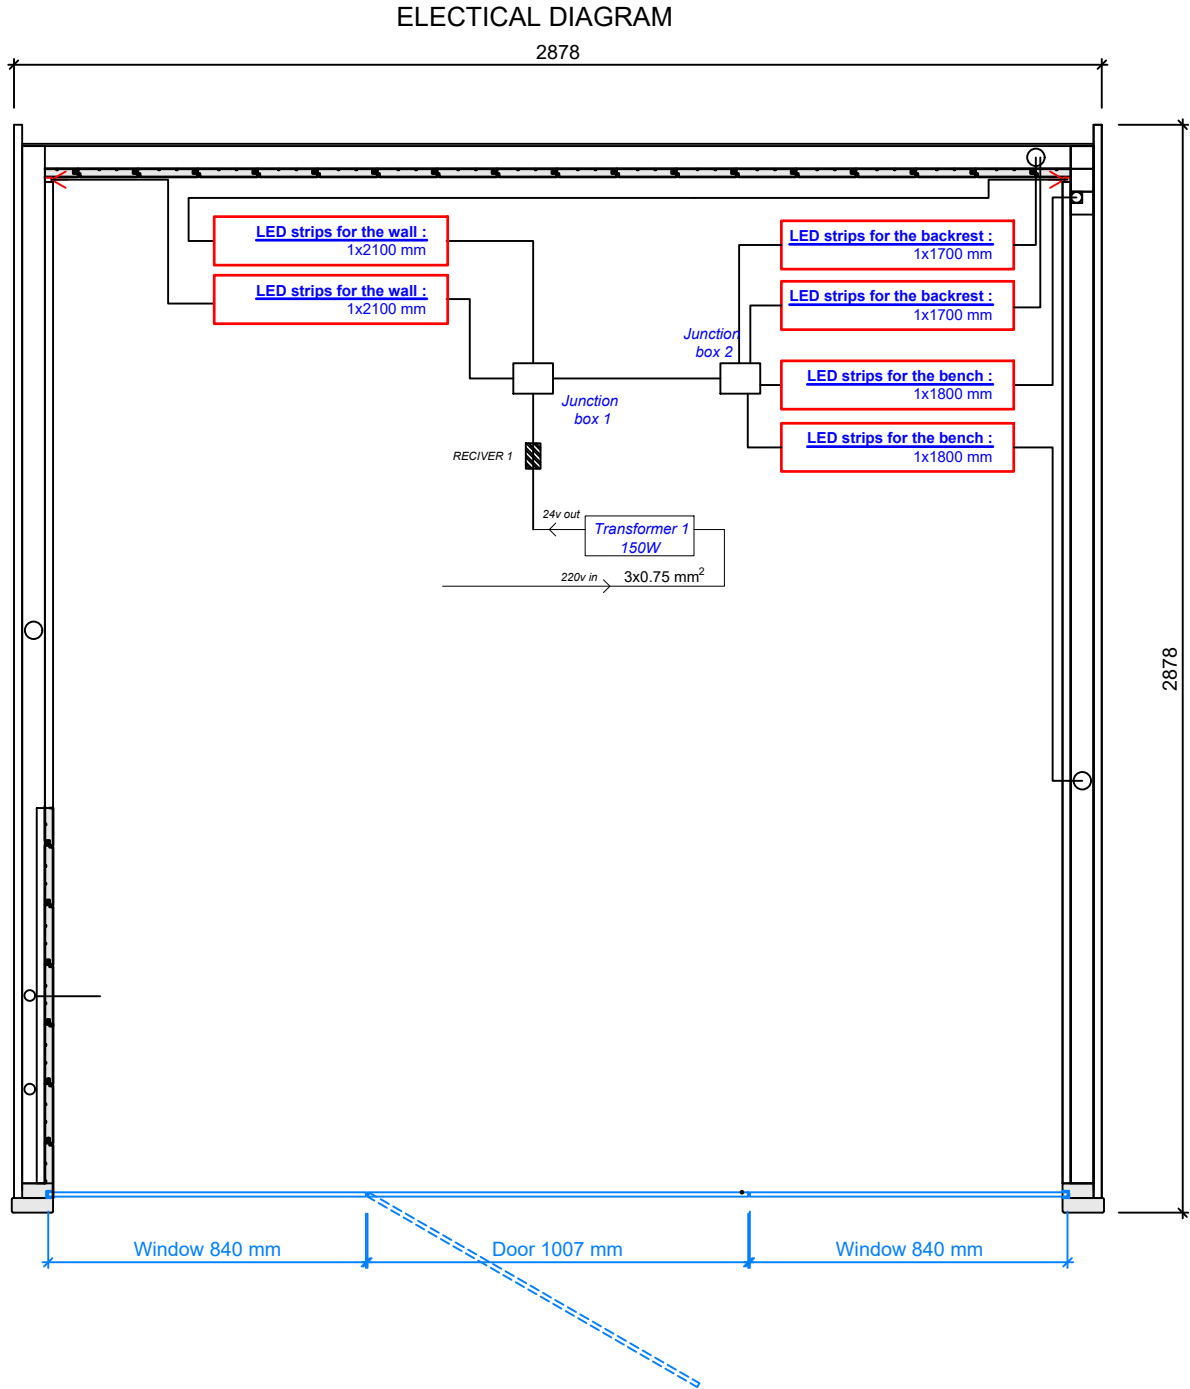 ELECTICAL DIAGRAM
2878
LED strips for the wall :
1x2100 mm
LED strips for the backrest :
1x1700 mm
LED strips for the wall :
1x2100 mm
LED strips for the backrest :
1x1700 mm
Junction
box 2
LED strips for the bench :
1x1800 mm
Junction
box 1
LED strips for the bench :
1x1800 mm
RECIVER 1
24v out
Transformer 1
150W
220v in
3x0.75 mm²
2878
Window 840 mm
Door 1007 mm
Window 840 mm